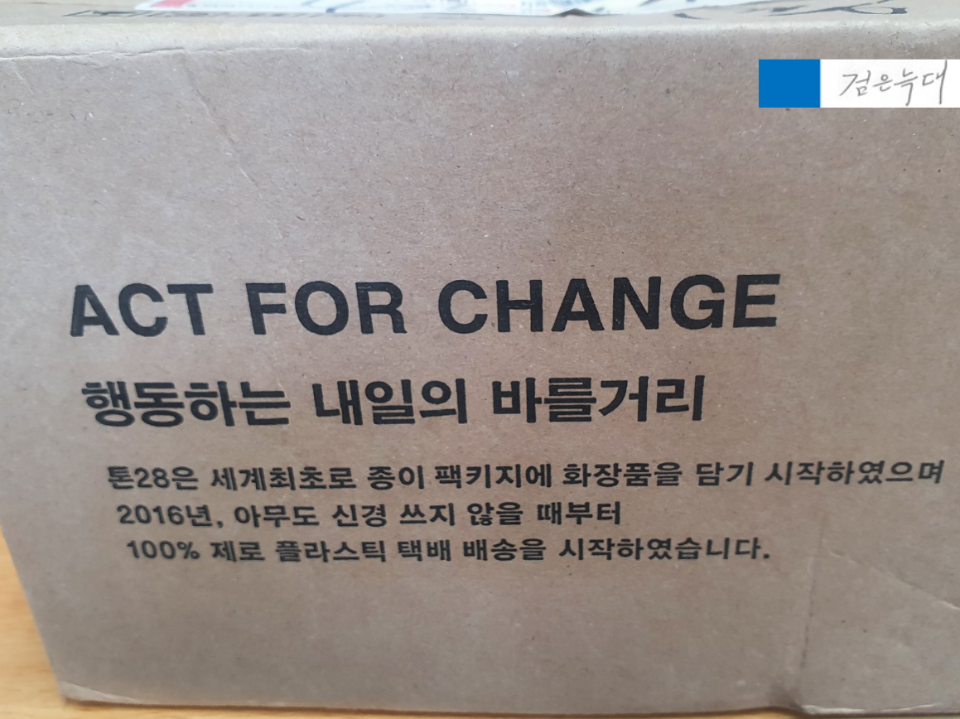 검은늑대
ACT FOR CHANGE
행동하는 내일의 바를거리
톤28은 세계최초로 종이 팩키지에 화장품을 담기 시작하였으며
2016년, 아무도 신경 쓰지 않을 때부터
100% 제로 플라스틱 택배 배송을 시작하였습니다.